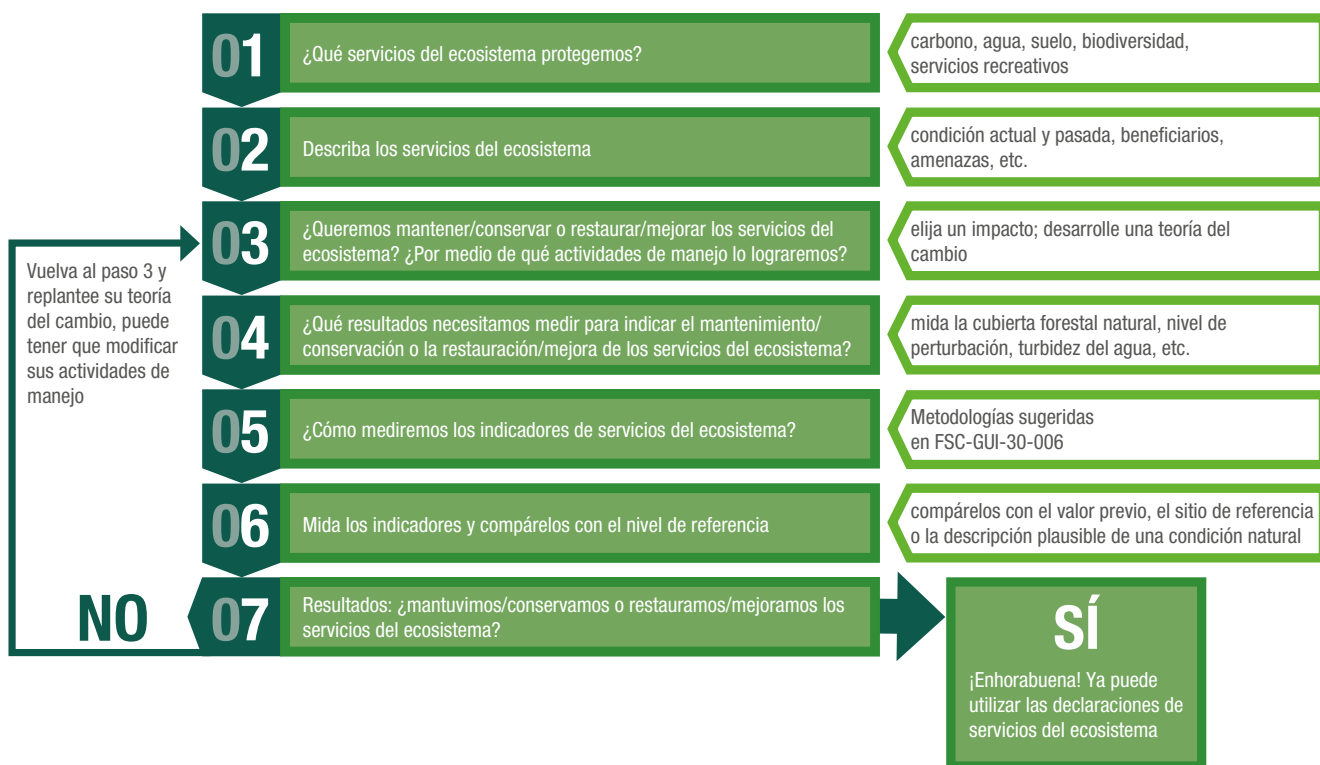 01
¿Qué servicios del ecosistema protegemos?
carbono, agua, suelo, biodiversidad,
servicios recreativos
02
Describa los servicios del ecosistema
condición actual y pasada, beneficiarios,
amenazas, etc.
03
¿Queremos mantener/conservar o restaurar/mejorar los servicios del
ecosistema? ¿Por medio de qué actividades de manejo lo lograremos?
elija un impacto; desarrolle una teoría del
cambio
Vuelva al paso 3 y
replantee su teoría
del cambio, puede
tener que modificar
sus actividades de
manejo
04
¿Qué resultados necesitamos medir para indicar el mantenimiento/
conservación o la restauración/mejora de los servicios del ecosistema?
mida la cubierta forestal natural, nivel de
perturbación, turbidez del agua, etc.
05
¿Cómo mediremos los indicadores de servicios del ecosistema?
Metodologías sugeridas
en FSC-GUI-30-006
06
Mida los indicadores y compárelos con el nivel de referencia
compárelos con el valor previo, el sitio de referencia
o la descripción plausible de una condición natural
NO
07
Resultados: ¿mantuvimos/conservamos o restauramos/mejoramos los
servicios del ecosistema?
SÍ
¡Enhorabuena! Ya puede
utilizar las declaraciones de
servicios del ecosistema